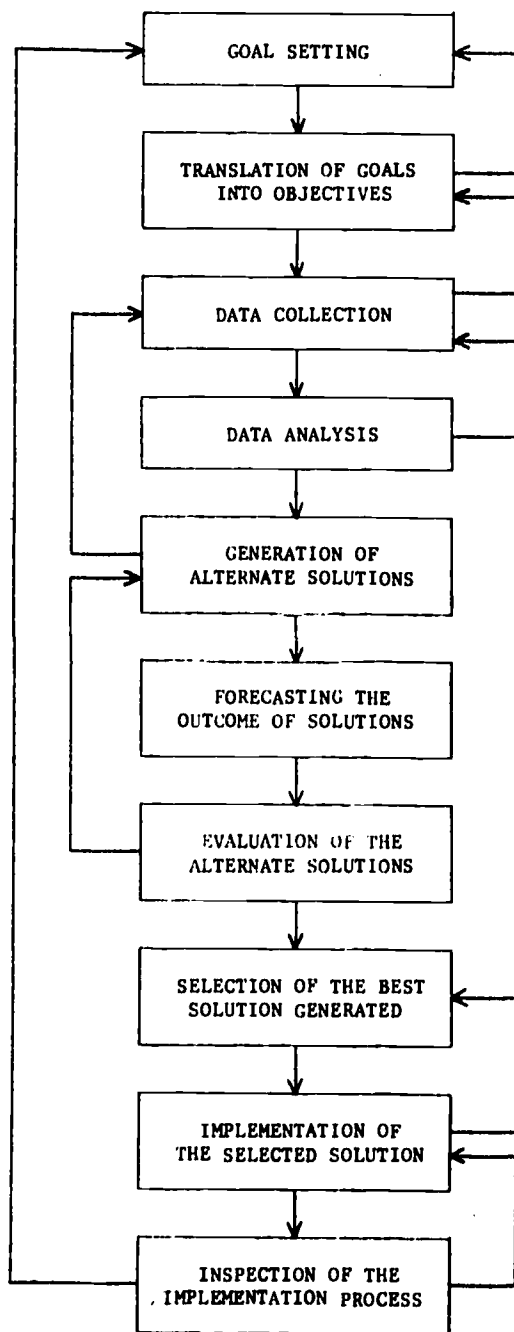 GOAL SETTING
TRANSLATION OF GOALS
INTO OBJECTIVES
DATA COLLECTION
DATA ANALYSIS
GENERATION OF
ALTERNATE SOLUTIONS
FORECASTING THE
OUTCOME OF SOLUTIONS
EVALUATION OF THE
ALTERNATE SOLUTIONS
SELECTION OF THE BEST
SOLUTION GENERATED
IMPLEMENTATION OF
THE SELECTED SOLUTION
INSPECTION OF THE
IMPLEMENTATION PROCESS